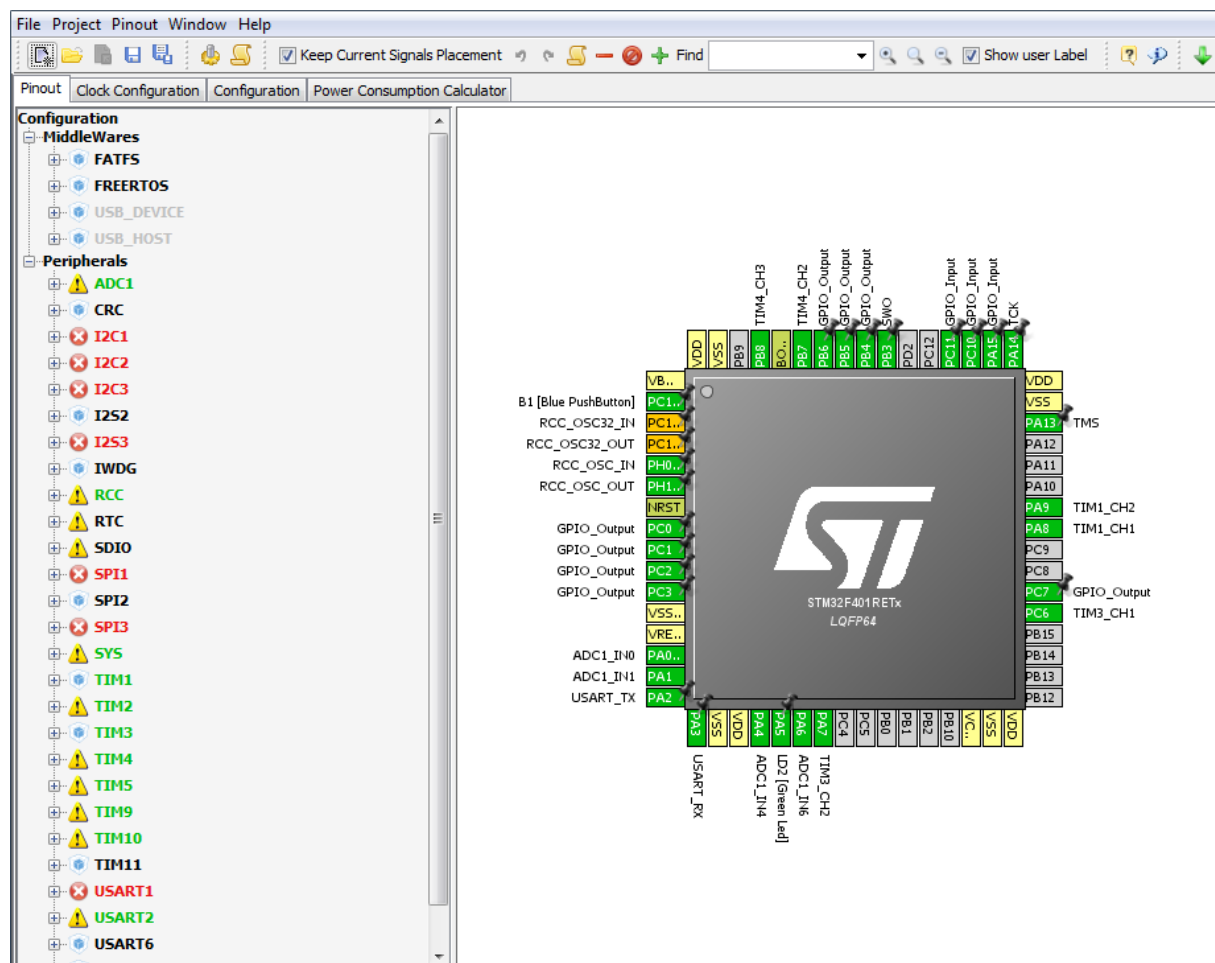 File Project Pinout Window Help
Keep Current Signals Placement Find Show user Label
Pinout Clock Configuration Configuration Power Consumption Calculator
Configuration
MiddleWares
FATFS
FREERTOS
USB_DEVICE
USB_HOST
Peripherals
ADC1
CRC
I2C1
I2C2
I2C3
I2S2
I2S3
IWDG
RCC
RTC
SDIO
SPI1
SPI2
SPI3
SYS
TIM1
TIM2
TIM3
TIM4
TIM5
TIM9
TIM10
TIM11
USART1
USART2
USART6
TIM4_CH3 TIM4_CH2 GPIO_Output GPIO_Output GPIO_Output SWO GPIO_Input GPIO_Input GPIO_Input TCK
VDD VSS PB9 PB8 BO.. PB7 PB6 PB5 PB4 PB3 PD2 PC12 PC11 PC10 PA15 PA14
VB.. VDD
B1 [Blue PushButton] PC1.. VSS
RCC_OSC32_IN PC1.. PA13 TMS
RCC_OSC32_OUT PC1.. PA12
RCC_OSC_IN PH0.. PA11
RCC_OSC_OUT PH1.. PA10
NRST PA9 TIM1_CH2
GPIO_Output PC0 PA8 TIM1_CH1
GPIO_Output PC1 PC9
GPIO_Output PC2 PC8
GPIO_Output PC3 PC7 GPIO_Output
VSS.. PC6 TIM3_CH1
VRE.. PB15
ADC1_IN0 PA0.. PB14
ADC1_IN1 PA1 PB13
USART_TX PA2 PB12
ST
STM32F401RETx
LQFP64
PA3 VSS VDD PA4 PA5 PA6 PA7 PC4 PC5 PB0 PB1 PB2 PB10 VC.. VSS VDD
USART_RX ADC1_IN4 LD2 [Green Led] ADC1_IN6 TIM3_CH2